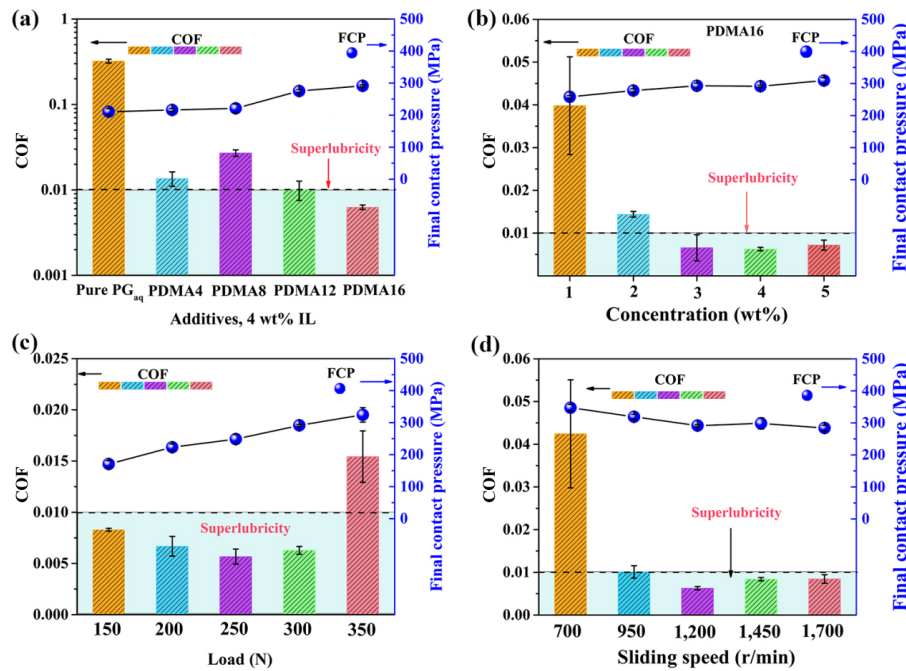 (a)
COF
FCP
Superlubricity
1
0.1
0.01
0.001
COF
500
400
300
200
100
0
Final contact pressure (MPa)
Pure PGaq PDMA4 PDMA8 PDMA12 PDMA16
Additives, 4 wt% IL
(b)
PDMA16
COF
FCP
Superlubricity
0.06
0.05
0.04
0.03
0.02
0.01
COF
500
400
300
200
100
0
Final contact pressure (MPa)
1 2 3 4 5
Concentration (wt%)
(c)
COF
FCP
Superlubricity
0.025
0.020
0.015
0.010
0.005
0.000
COF
500
400
300
200
100
0
Final contact pressure (MPa)
150 200 250 300 350
Load (N)
(d)
COF
FCP
Superlubricity
0.06
0.05
0.04
0.03
0.02
0.01
0.00
COF
500
400
300
200
100
0
Final contact pressure (MPa)
700 950 1,200 1,450 1,700
Sliding speed (r/min)